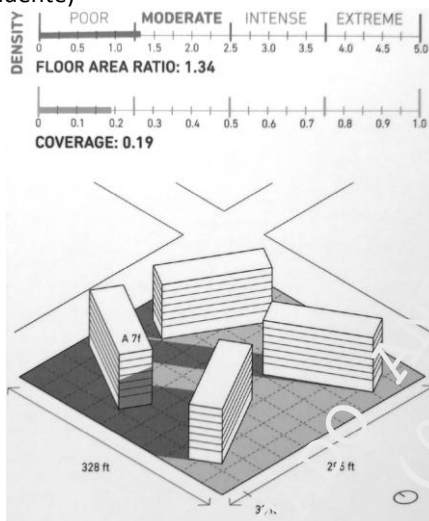 DENSITY
POOR MODERATE INTENSE EXTREME
0 0.5 1.0 1.5 2.0 2.5 3.0 3.5 4.0 4.5 5.0
FLOOR AREA RATIO: 1.34
0 0.1 0.2 0.3 0.4 0.5 0.6 0.7 0.8 0.9 1.0
COVERAGE: 0.19
A 7f
328 ft